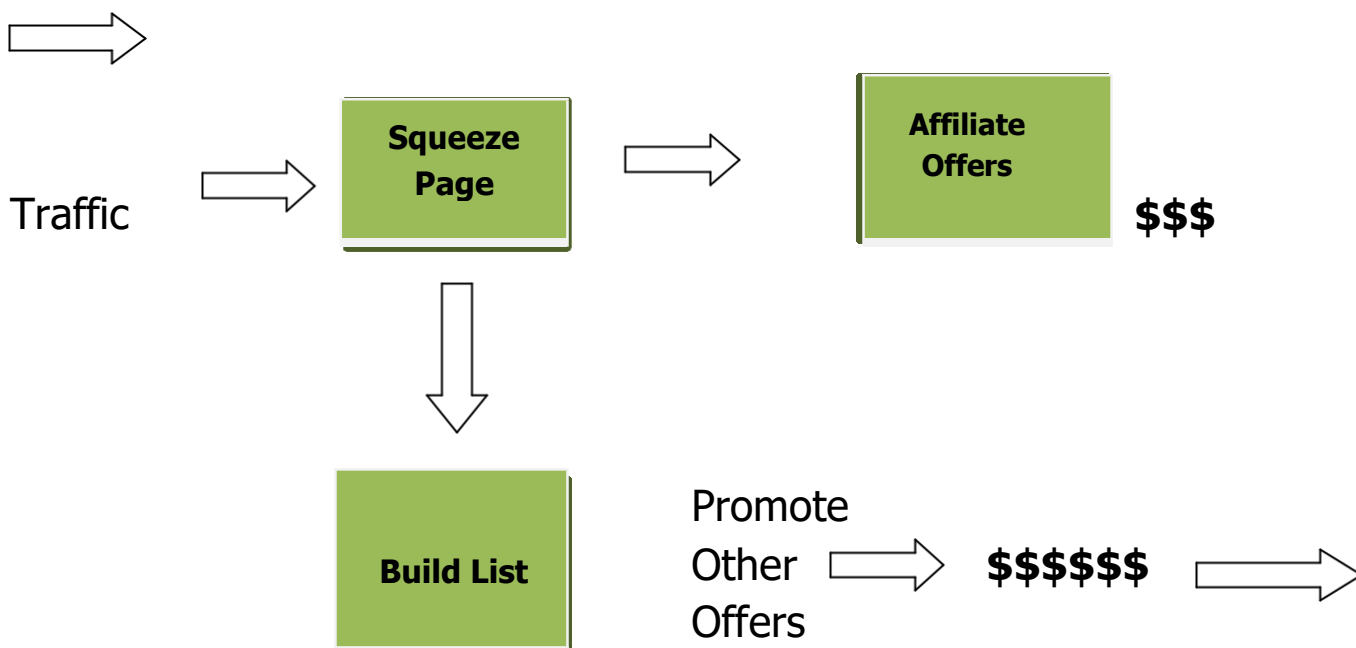 Traffic
Squeeze
Page
Affiliate
Offers
$$$
Build List
Promote
Other
Offers
$$$$$$